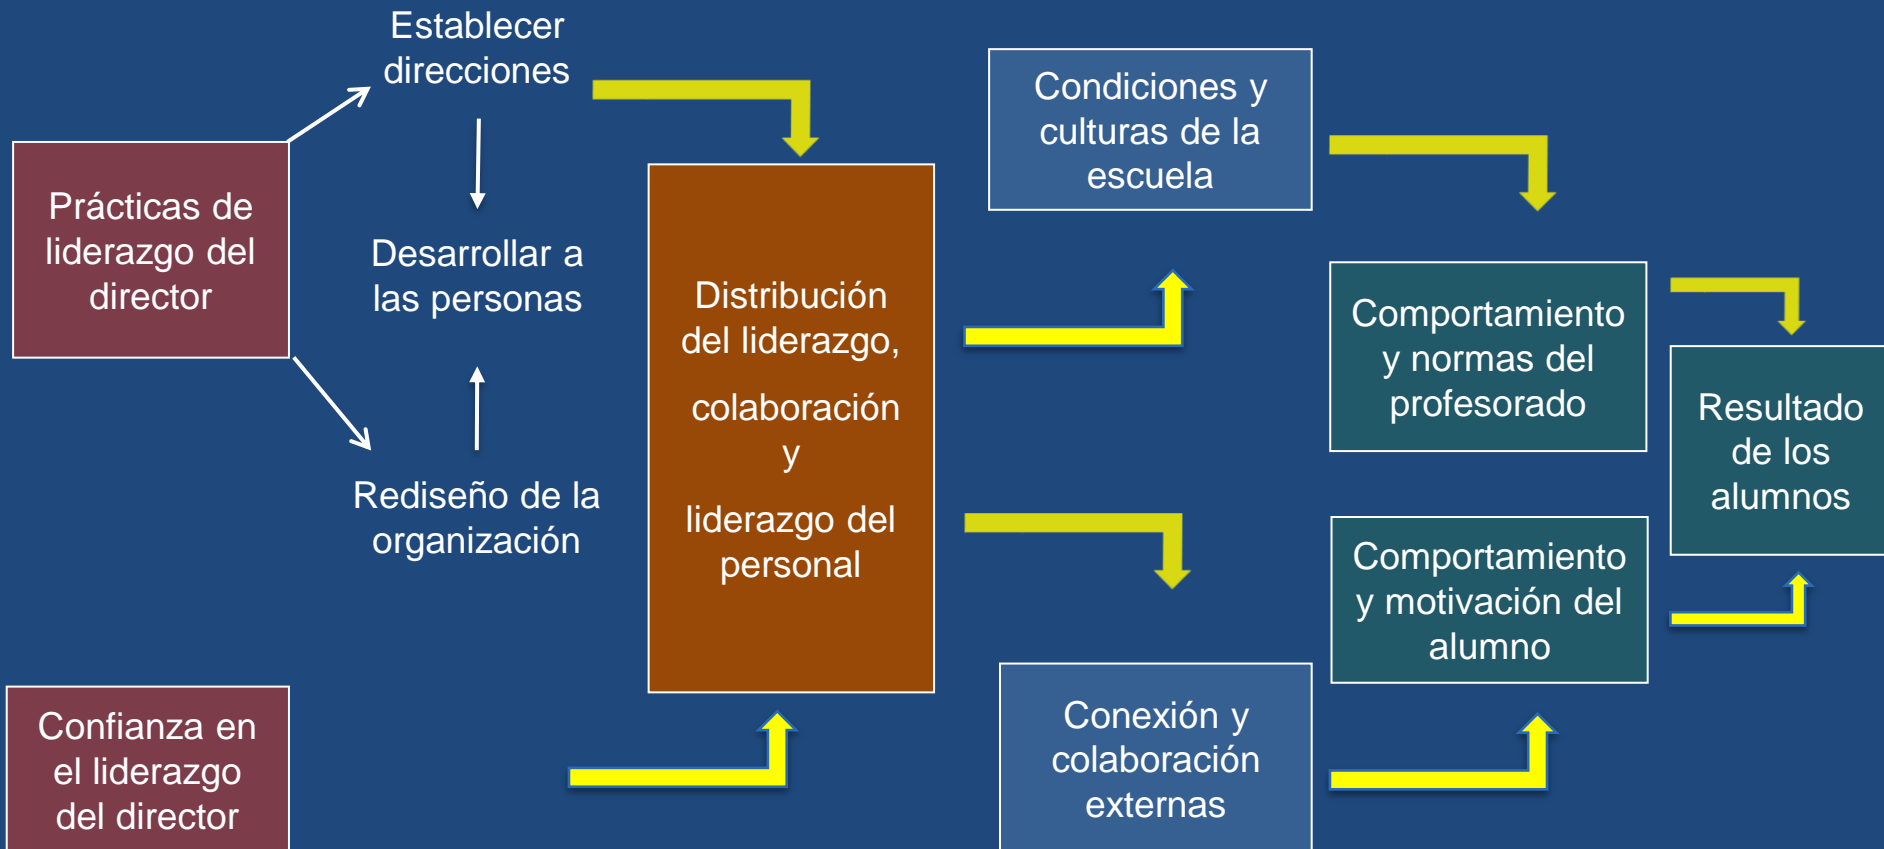 Establecer
direcciones
Prácticas de
liderazgo del
director
Desarrollar a
las personas
Rediseño de la
organización
Confianza en
el liderazgo
del director
Distribución
del liderazgo,
colaboración
y
liderazgo del
personal
Condiciones y
culturas de la
escuela
Conexión y
colaboración
externas
Comportamiento
y normas del
profesorado
Comportamiento
y motivación del
alumno
Resultado
de los
alumnos